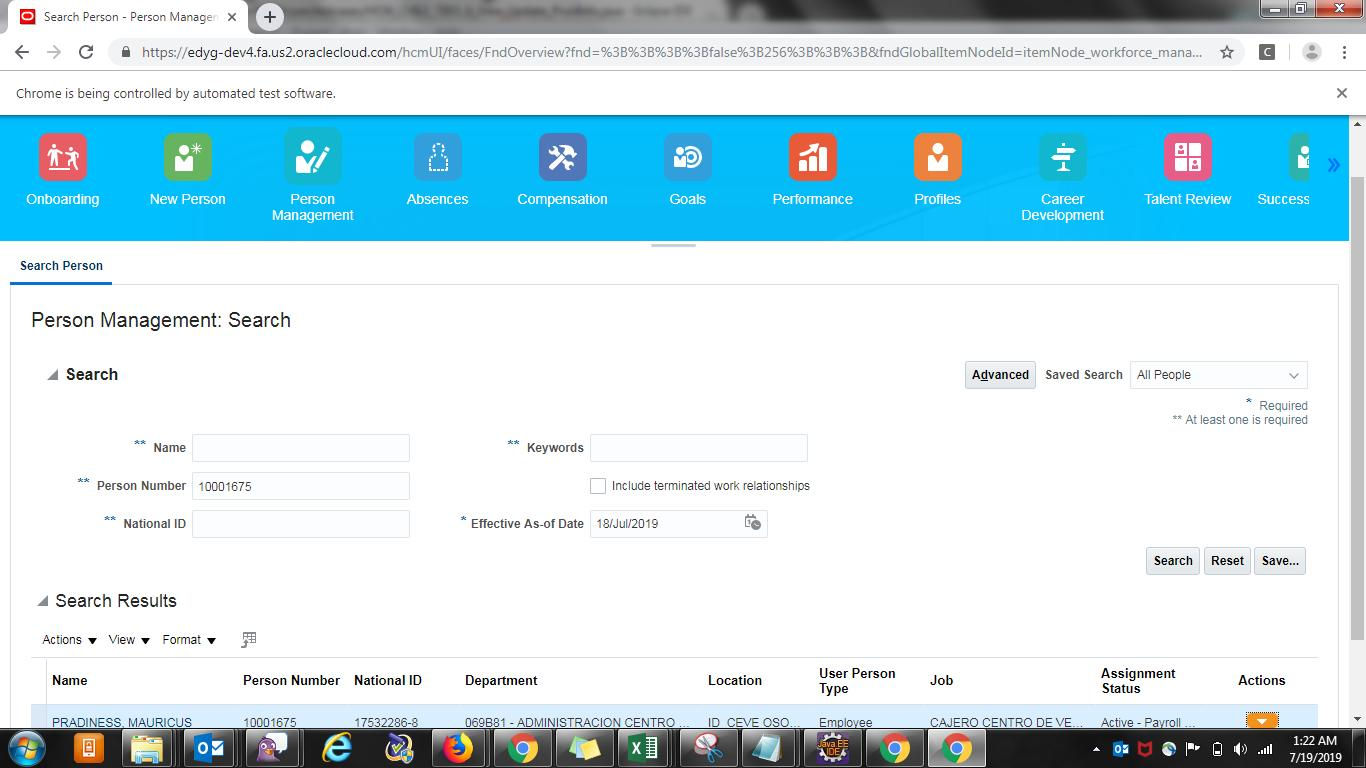 Search Person - Person Managem
https://edyg-dev4.fa.us2.oraclecloud.com/hcmUI/faces/FndOverview?fnd=%3B%3B%3B%3Bfalse%3B256%3B%3B%3B&fndGlobalItemNodeId=itemNode_workforce_mana...
C
Chrome is being controlled by automated test software.
Onboarding
New Person
Person Management
Absences
Compensation
Goals
Performance
Profiles
Career Development
Talent Review
Success
Search Person
Person Management: Search
Search
Advanced Saved Search All People
* Required
** At least one is required
** Name
** Keywords
** Person Number 10001675
Include terminated work relationships
** National ID
* Effective As-of Date 18/Jul/2019
Search Reset Save...
Search Results
Actions View Format
Name Person Number National ID Department Location User Person Type Job Assignment Status Actions
PRADINESS, MAURICUS 10001675 17532286-8 069B81 - ADMINISTRACION CENTRO ... ID_CEVE OSO... Employee CAJERO CENTRO DE VE... Active - Payroll ...
Java EE IDE
1:22 AM
7/19/2019